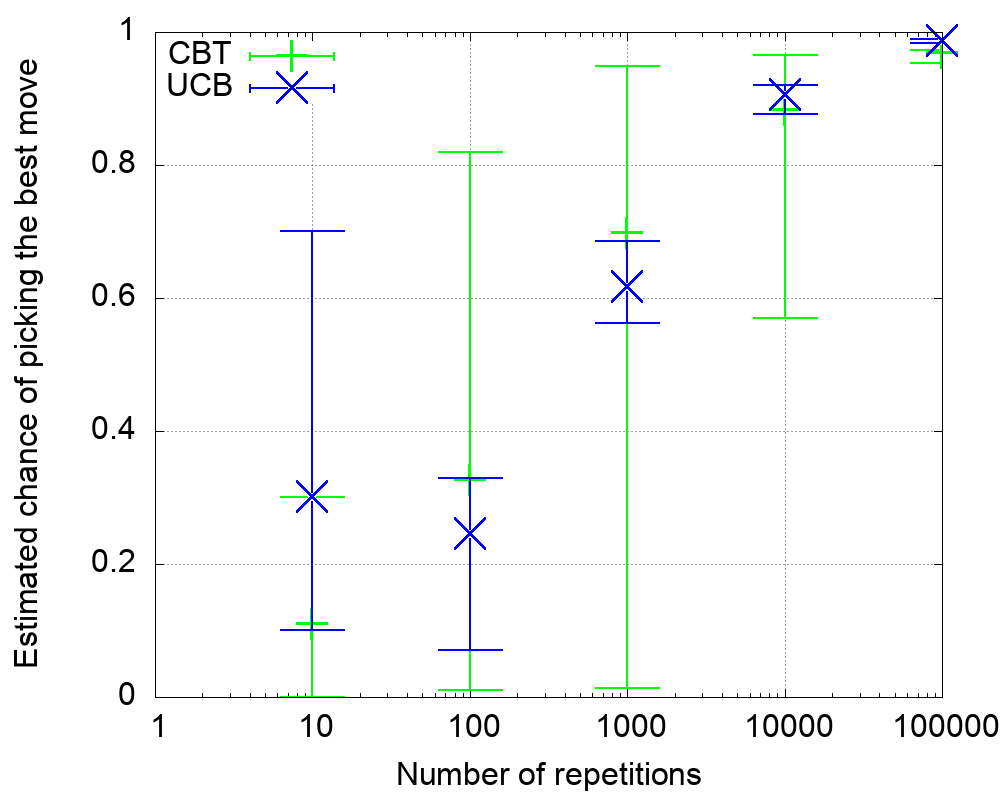 Estimated chance of picking the best move
1
0.8
0.6
0.4
0.2
0
CBT
UCB
1 10 100 1000 10000 100000
Number of repetitions